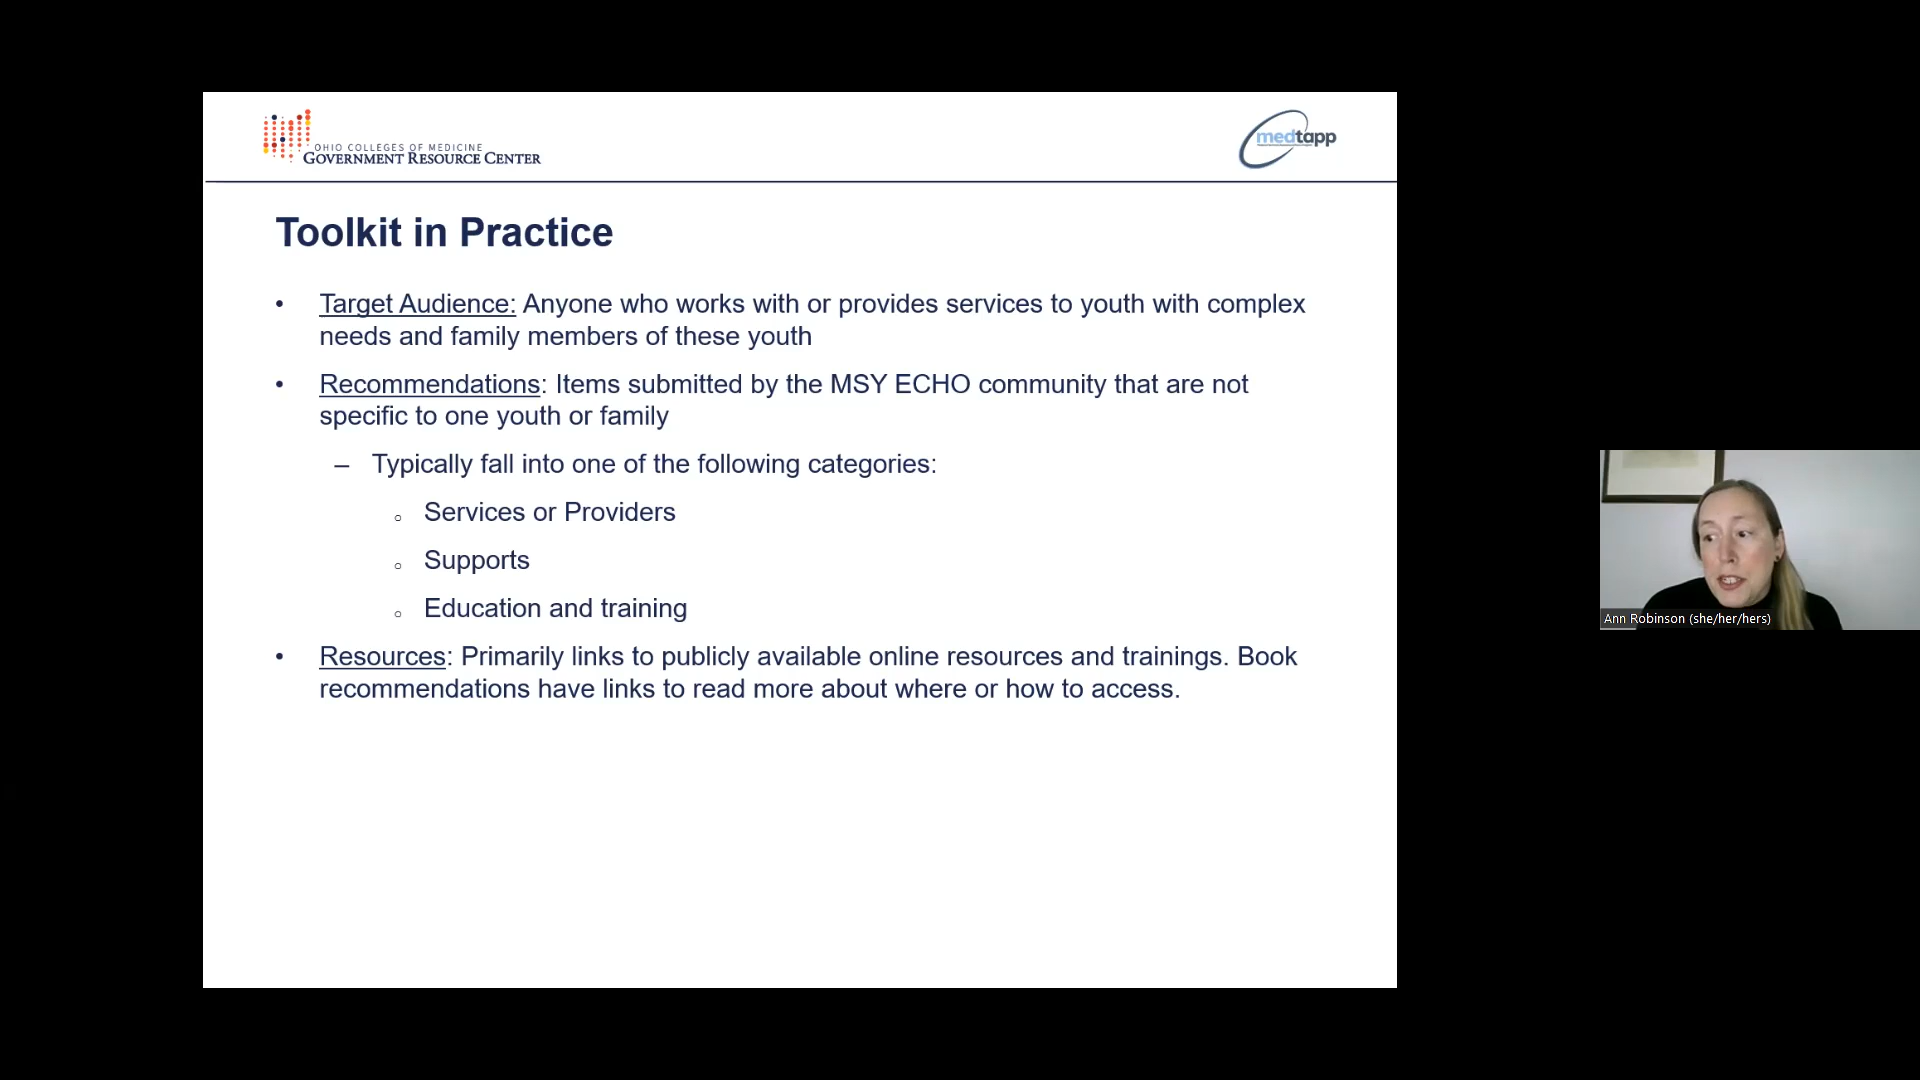 OHIO COLLEGES OF MEDICINE
GOVERNMENT RESOURCE CENTER
medtapp
Toolkit in Practice
• Target Audience: Anyone who works with or provides services to youth with complex
needs and family members of these youth
• Recommendations: Items submitted by the MSY ECHO community that are not
specific to one youth or family
– Typically fall into one of the following categories:
○ Services or Providers
○ Supports
○ Education and training
• Resources: Primarily links to publicly available online resources and trainings. Book
recommendations have links to read more about where or how to access.
Ann Robinson (she/her/hers)